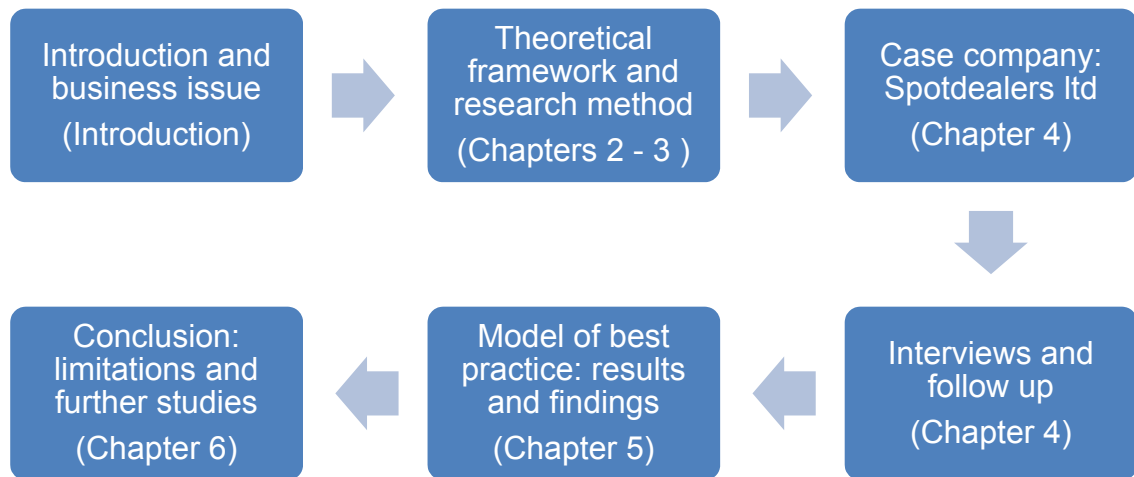 Introduction and
business issue
(Introduction)
Theoretical
framework and
research method
(Chapters 2 - 3 )
Case company:
Spotdealers ltd
(Chapter 4)
Interviews and
follow up
(Chapter 4)
Model of best
practice: results
and findings
(Chapter 5)
Conclusion:
limitations and
further studies
(Chapter 6)